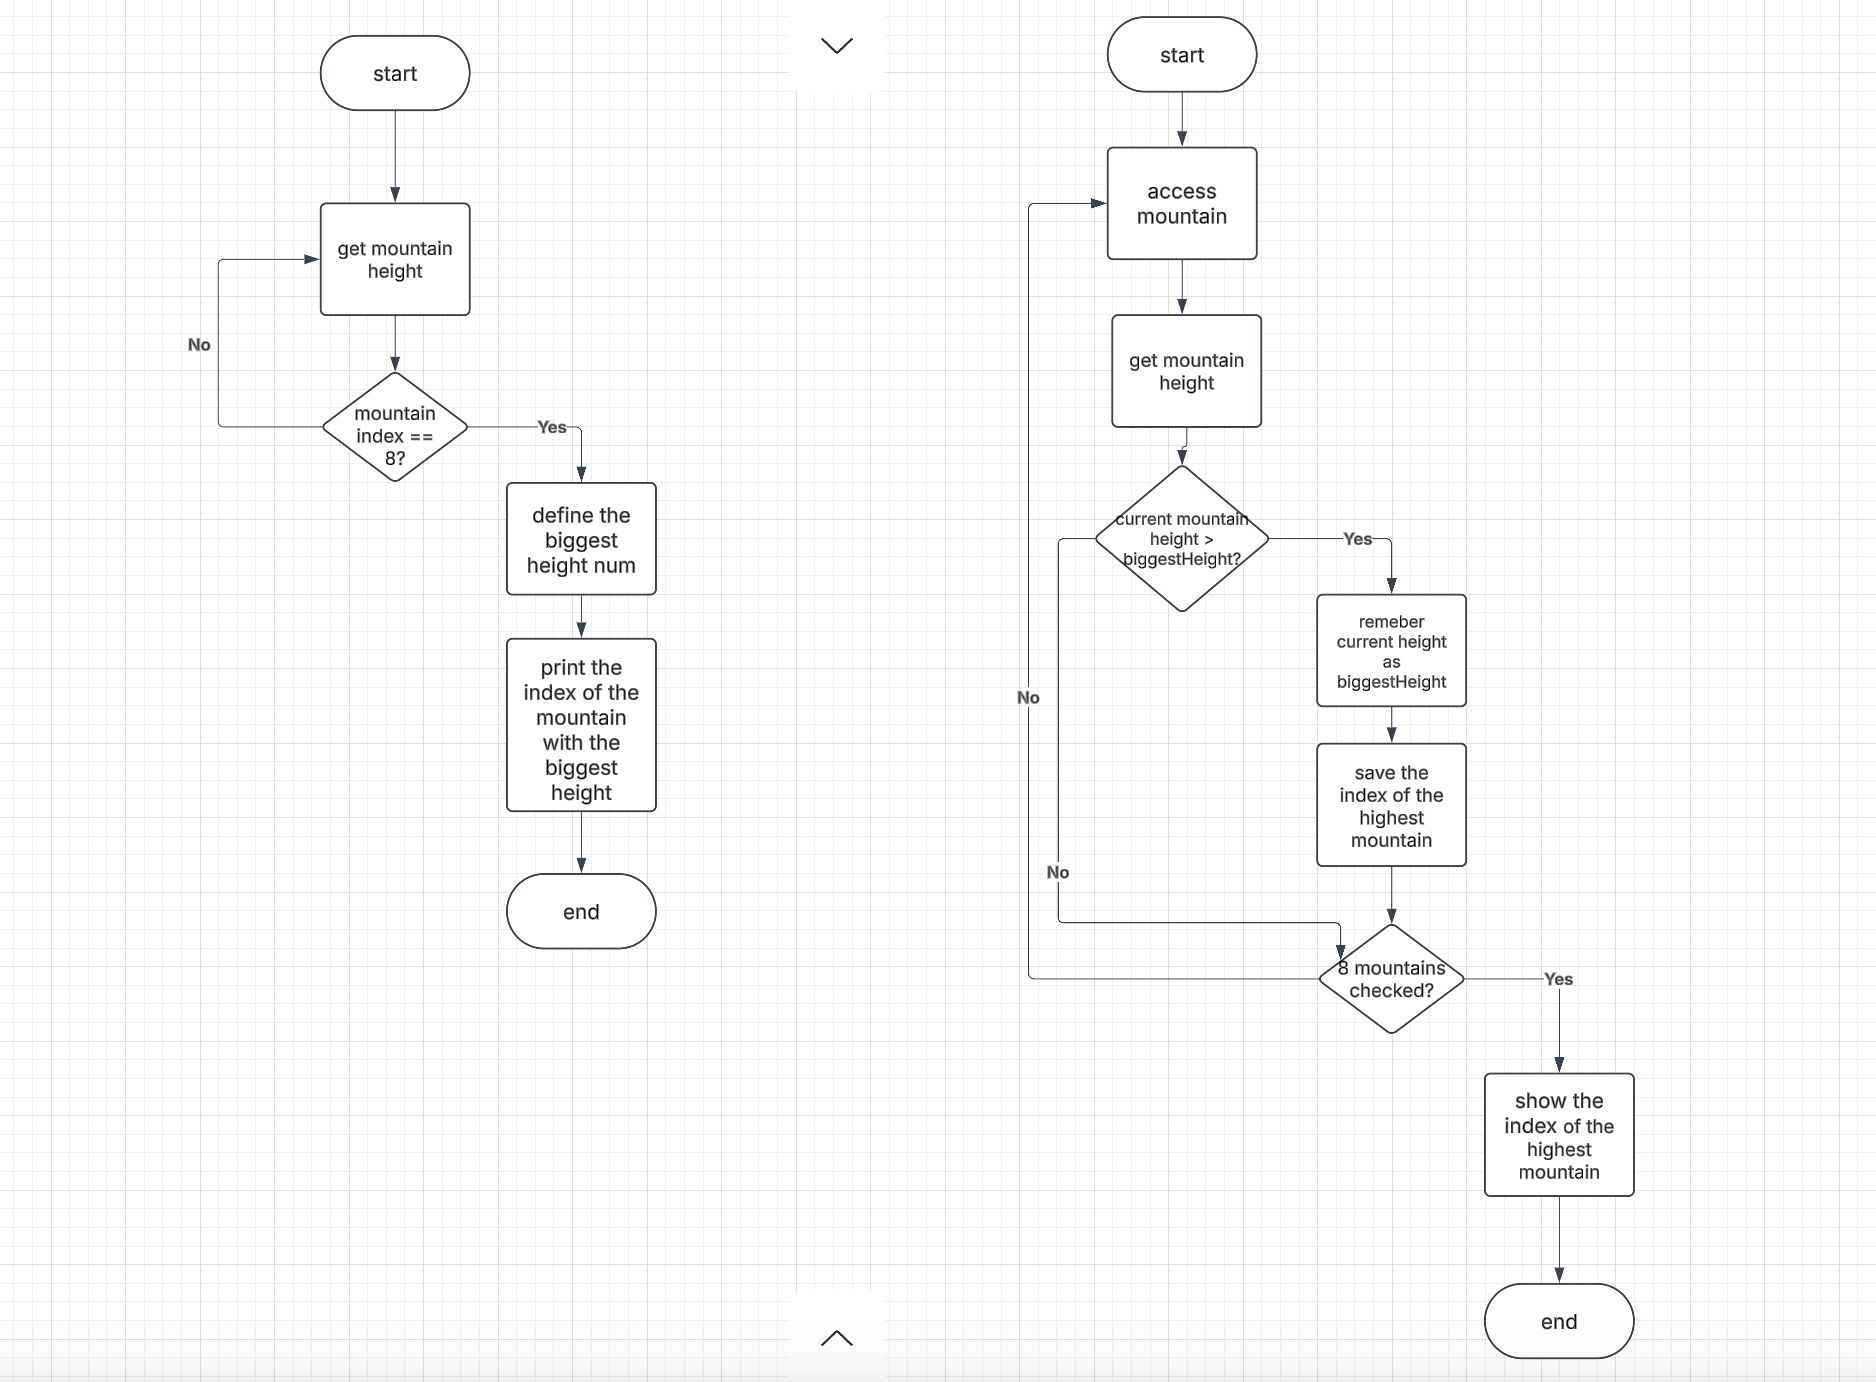 start
get mountain
height
No
mountain
index ==
8?
Yes
define the
biggest
height num
print the
index of the
mountain
with the
biggest
height
end
start
access
mountain
get mountain
height
current mountain
height >
biggestHeight?
Yes
remeber
current height
as
biggestHeight
No
save the
index of the
highest
mountain
No
8 mountains
checked?
Yes
show the
index of the
highest
mountain
end